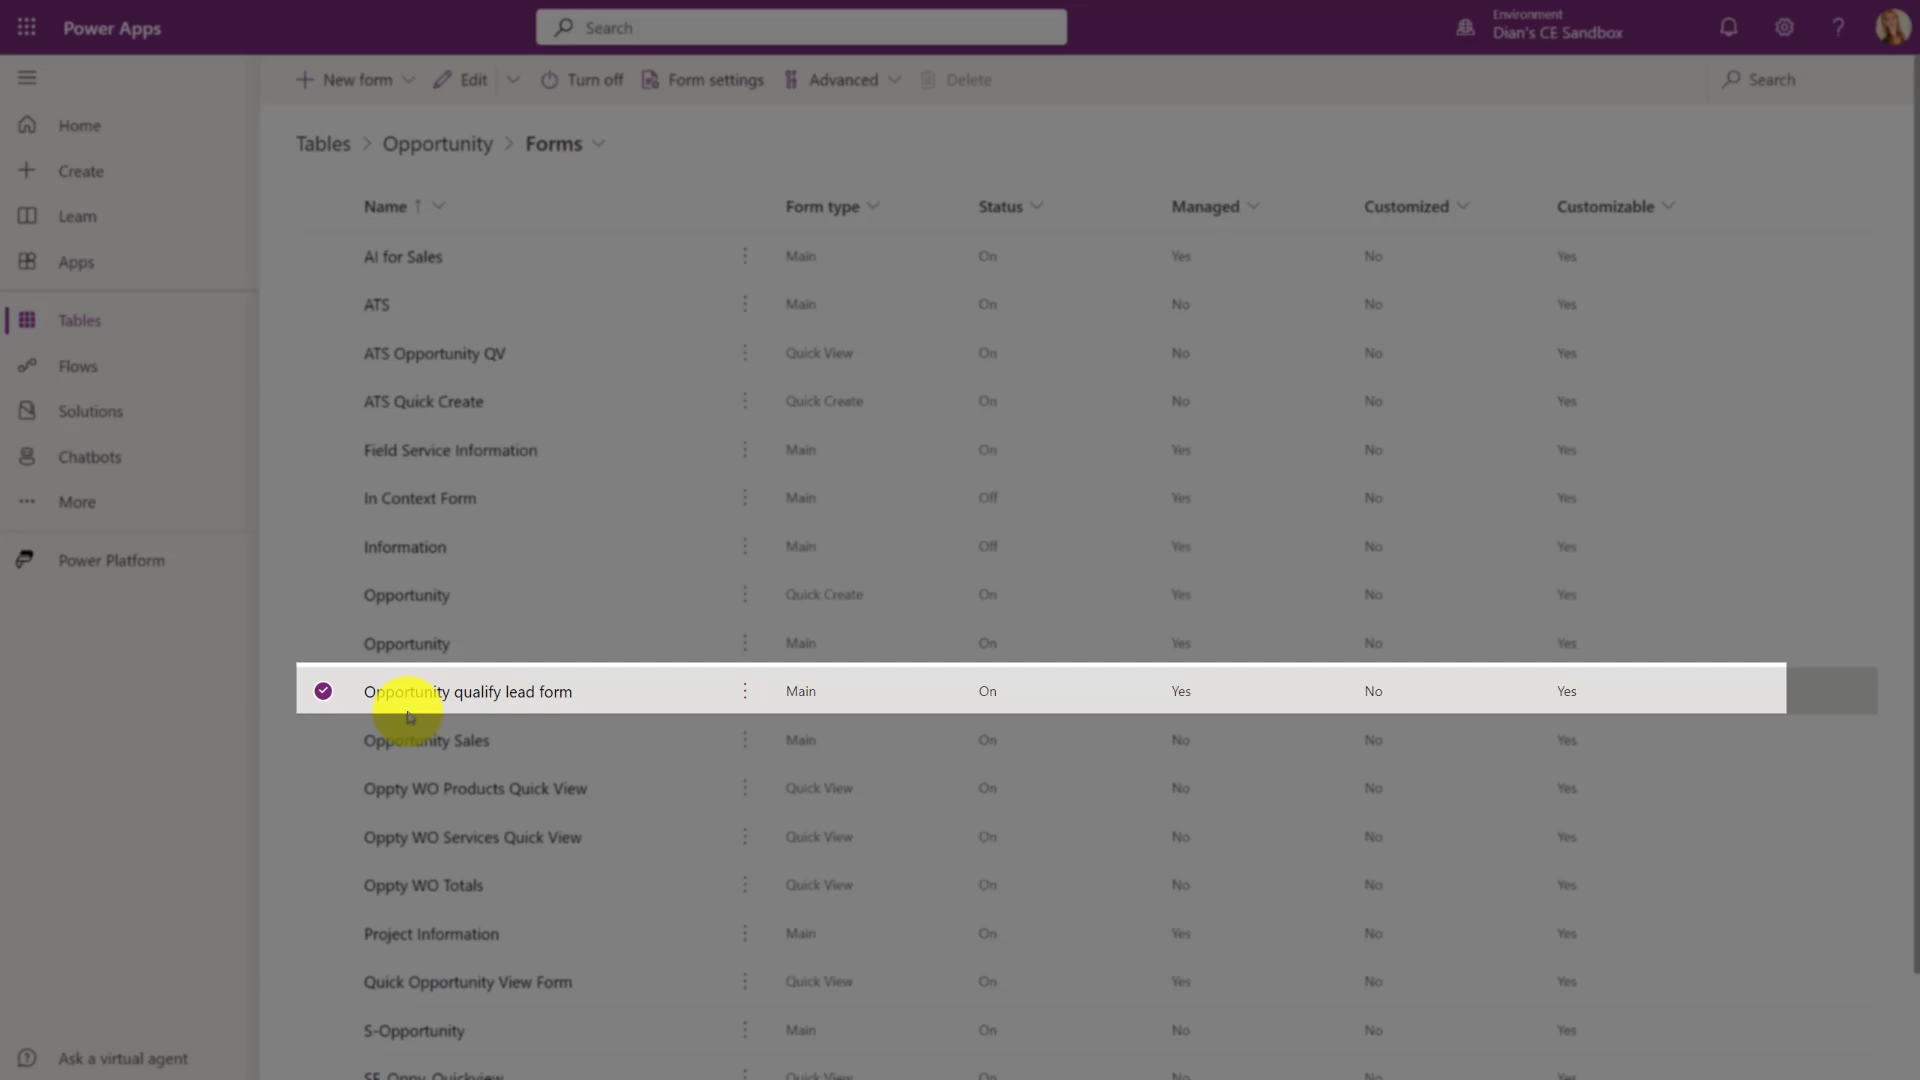 Power Apps
Search
Environment
Dian's CE Sandbox
New form
Edit
Turn off
Form settings
Advanced
Delete
Search
Home
Create
Learn
Apps
Tables
Flows
Solutions
Chatbots
More
Power Platform
Ask a virtual agent
Tables > Opportunity > Forms
Name ↑ Form type Status Managed Customized Customizable
AI for Sales Main On Yes No Yes
ATS Main On No No Yes
ATS Opportunity QV Quick View On No No Yes
ATS Quick Create Quick Create On No No Yes
Field Service Information Main On Yes No Yes
In Context Form Main Off Yes No Yes
Information Main Off Yes No Yes
Opportunity Quick Create On Yes No Yes
Opportunity Main On Yes No Yes
Opportunity qualify lead form Main On Yes No Yes
Opportunity Sales Main On No No Yes
Oppty WO Products Quick View Quick View On No No Yes
Oppty WO Services Quick View Quick View On No No Yes
Oppty WO Totals Quick View On No No Yes
Project Information Main On Yes No Yes
Quick Opportunity View Form Quick View On Yes No Yes
S-Opportunity Main On No No Yes
Quick View On No No Yes